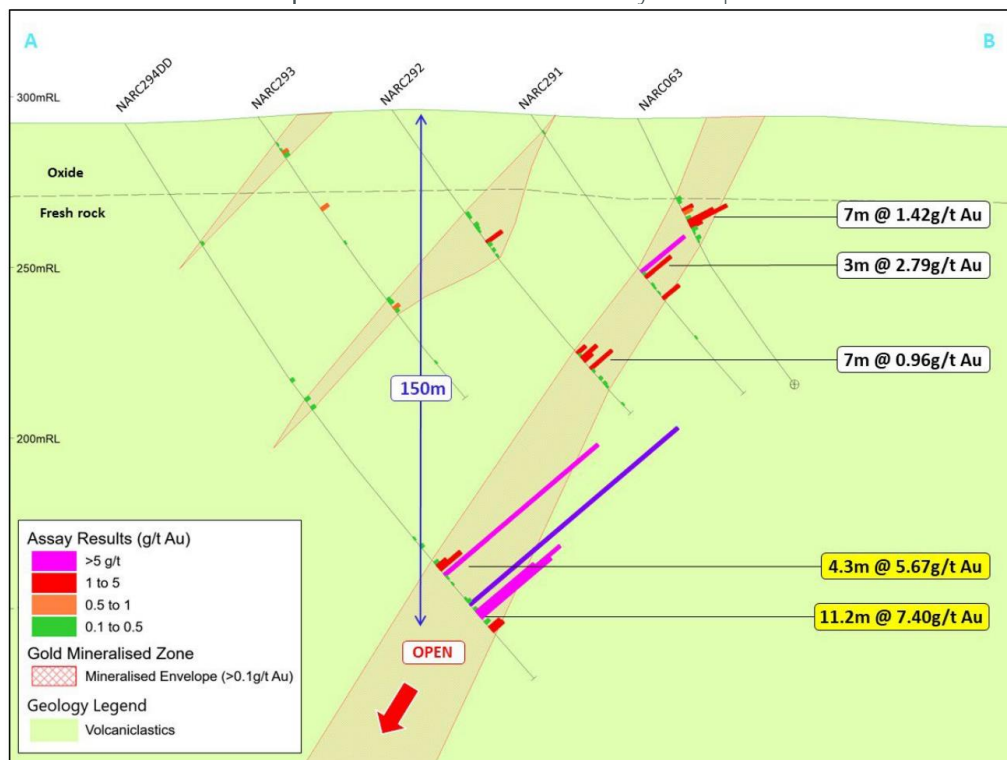 A
B
NARC294DD
NARC293
NARC292
NARC291
NARC063
300mRL
Oxide
Fresh rock
7m @ 1.42g/t Au
250mRL
3m @ 2.79g/t Au
7m @ 0.96g/t Au
150m
200mRL
Assay Results (g/t Au)
>5 g/t
1 to 5
0.5 to 1
0.1 to 0.5
Gold Mineralised Zone
Mineralised Envelope (>0.1g/t Au)
Geology Legend
Volcaniclastics
4.3m @ 5.67g/t Au
11.2m @ 7.40g/t Au
OPEN